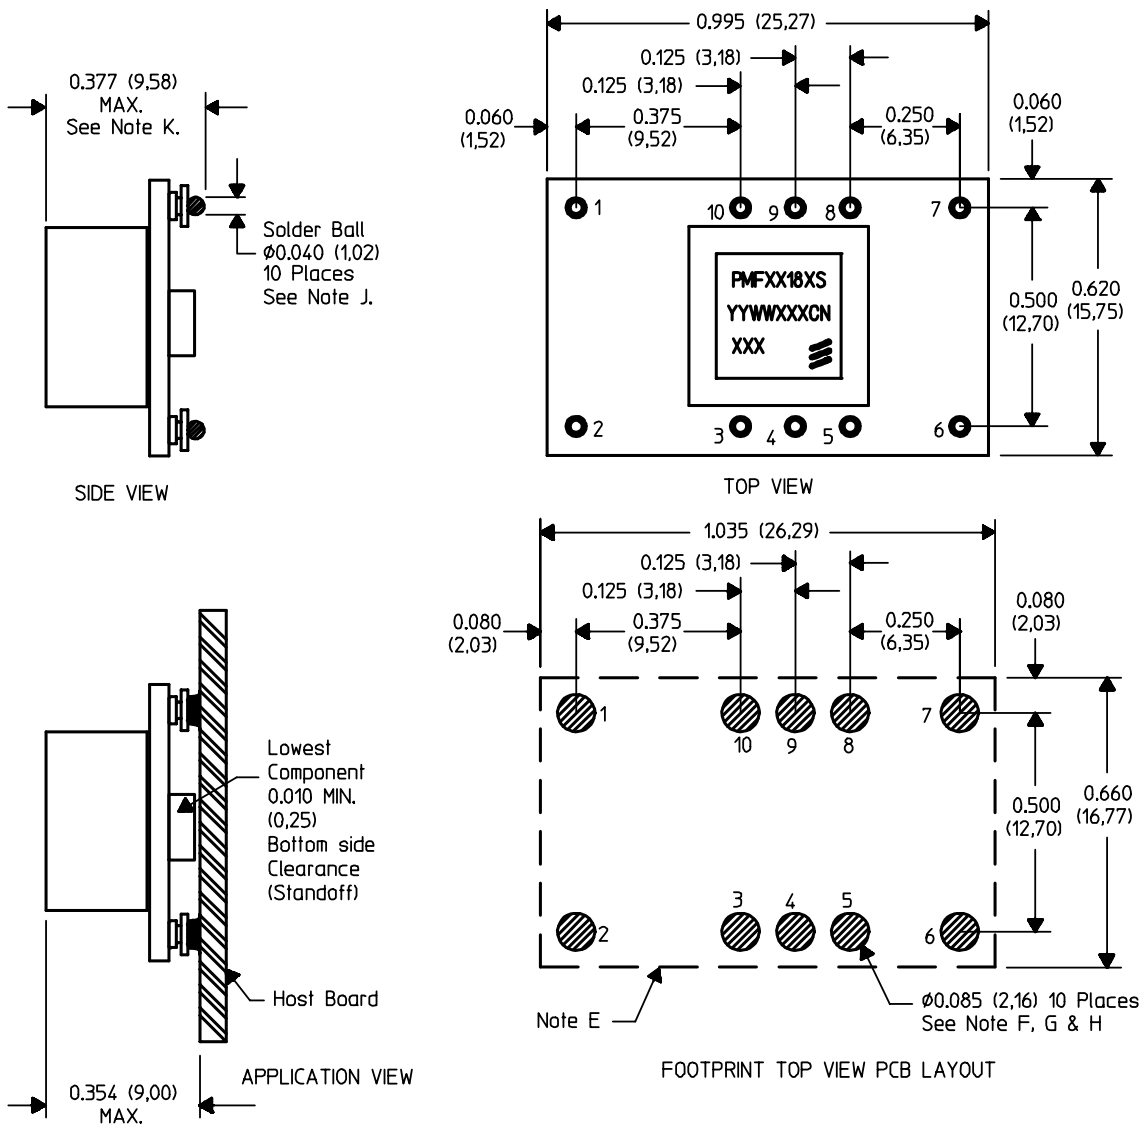 0.377 (9,58)
MAX.
See Note K.
Solder Ball
ø0.040 (1,02)
10 Places
See Note J.
SIDE VIEW
0.995 (25,27)
0.125 (3,18)
0.125 (3,18)
0.060
(1,52)
0.375
(9,52)
0.250
(6,35)
0.060
(1,52)
1
10
9
8
7
PMFXX18XS
YYWWXXXCN
XXX
0.500
(12,70)
0.620
(15,75)
2
3
4
5
6
TOP VIEW
1.035 (26,29)
0.125 (3,18)
0.125 (3,18)
0.080
(2,03)
0.375
(9,52)
0.250
(6,35)
0.080
(2,03)
1
10
9
8
7
0.500
(12,70)
0.660
(16,77)
2
3
4
5
6
Note E
ø0.085 (2,16) 10 Places
See Note F, G & H
FOOTPRINT TOP VIEW PCB LAYOUT
Lowest
Component
0.010 MIN.
(0,25)
Bottom side
Clearance
(Standoff)
Host Board
APPLICATION VIEW
0.354 (9,00)
MAX.